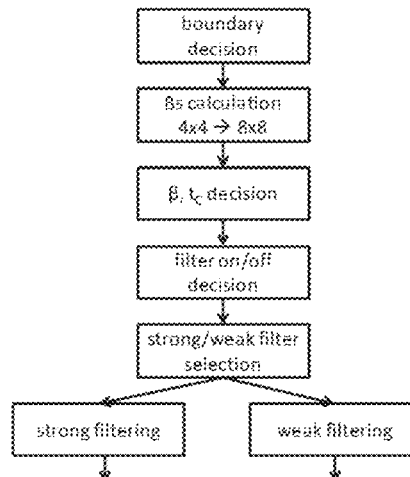 boundary
decision
Bs calculation
4x4 → 8x8
β, tc decision
filter on/off
decision
strong/weak filter
selection
strong filtering
weak filtering